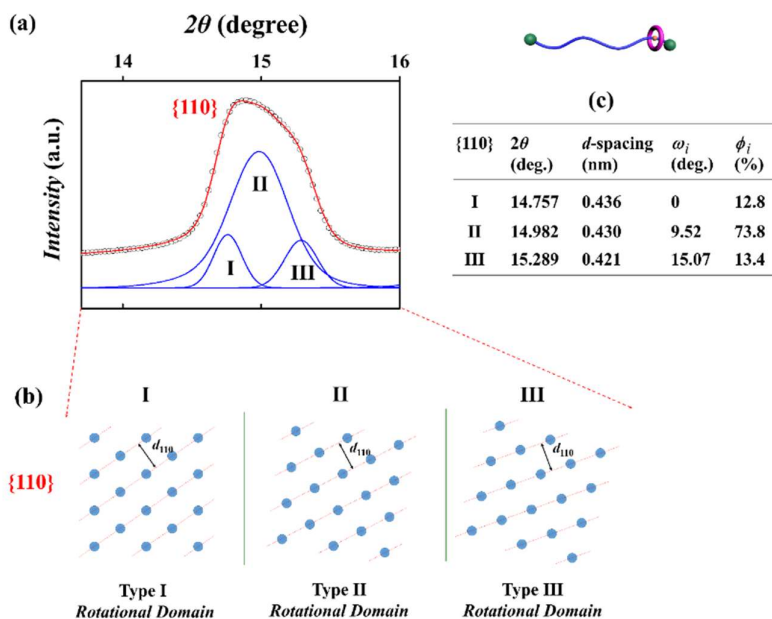 (a)
2θ (degree)
14 15 16
{110}
II
I
III
Intensity (a.u.)
(c)
{110} 2θ d-spacing ωᵢ ϕᵢ
(deg.) (nm) (deg.) (%)
I 14.757 0.436 0 12.8
II 14.982 0.430 9.52 73.8
III 15.289 0.421 15.07 13.4
(b)
I II III
d₁₁₀ d₁₁₀ d₁₁₀
{110}
Type I Type II Type III
Rotational Domain Rotational Domain Rotational Domain